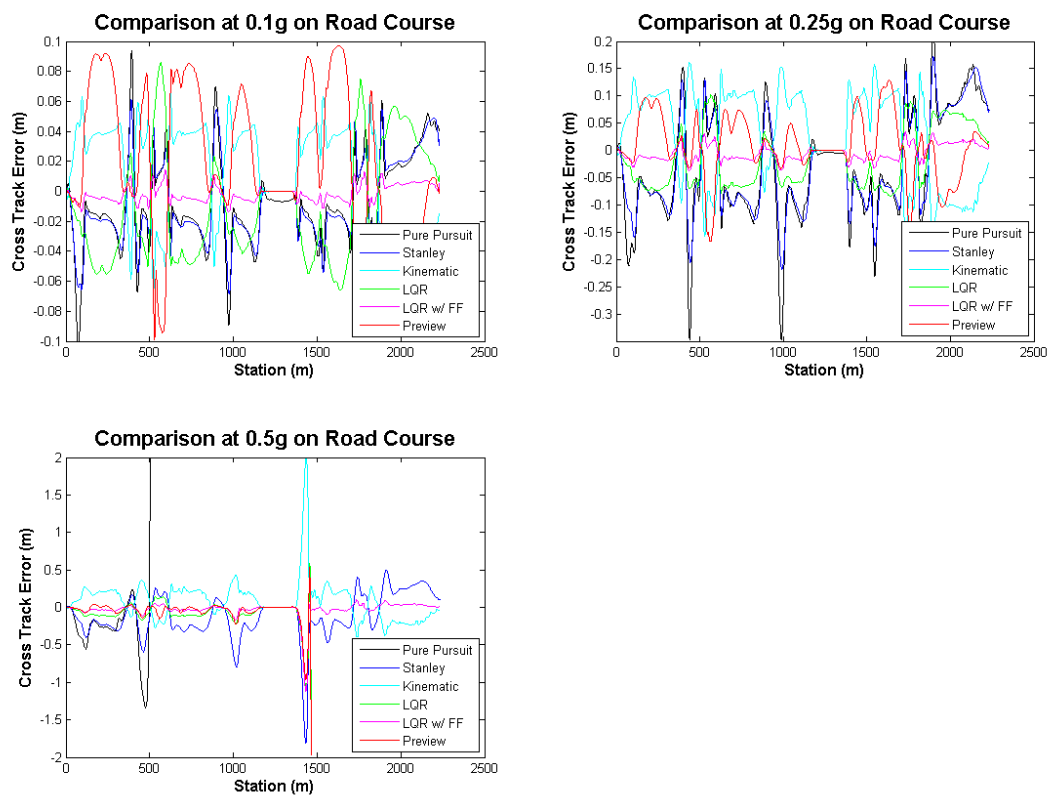 Comparison at 0.1g on Road Course
0.1
0.08
0.06
0.04
0.02
0
-0.02
-0.04
-0.06
-0.08
-0.1
Cross Track Error (m)
Pure Pursuit
Stanley
Kinematic
LQR
LQR w/ FF
Preview
0 500 1000 1500 2000 2500
Station (m)
Comparison at 0.25g on Road Course
0.2
0.15
0.1
0.05
0
-0.05
-0.1
-0.15
-0.2
-0.25
-0.3
Cross Track Error (m)
Pure Pursuit
Stanley
Kinematic
LQR
LQR w/ FF
Preview
0 500 1000 1500 2000 2500
Station (m)
Comparison at 0.5g on Road Course
2
1.5
1
0.5
0
-0.5
-1
-1.5
-2
Cross Track Error (m)
Pure Pursuit
Stanley
Kinematic
LQR
LQR w/ FF
Preview
0 500 1000 1500 2000 2500
Station (m)